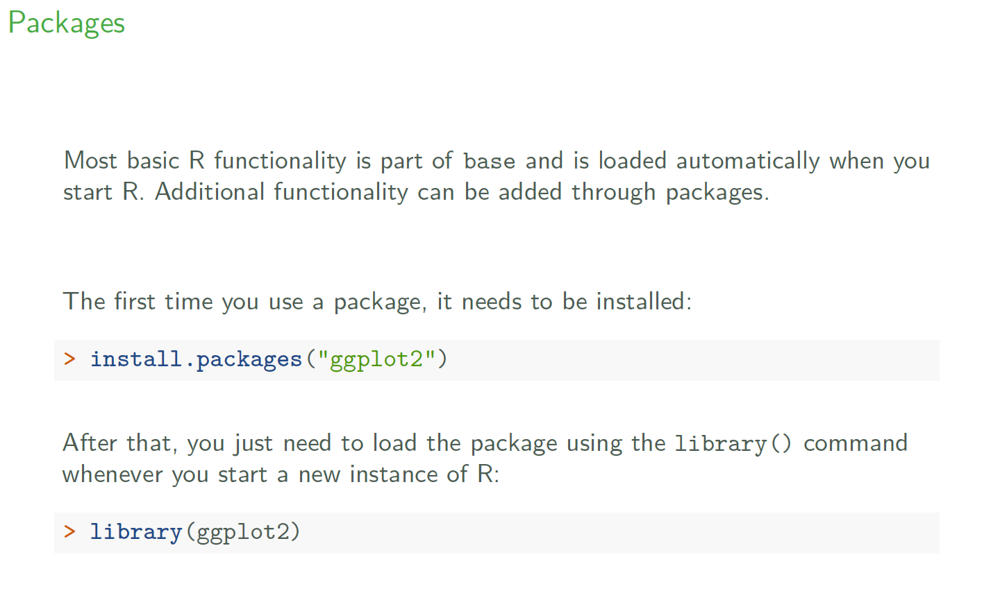 Packages
Most basic R functionality is part of base and is loaded automatically when you
start R. Additional functionality can be added through packages.
The first time you use a package, it needs to be installed:
> install.packages("ggplot2")
After that, you just need to load the package using the library() command
whenever you start a new instance of R:
> library(ggplot2)